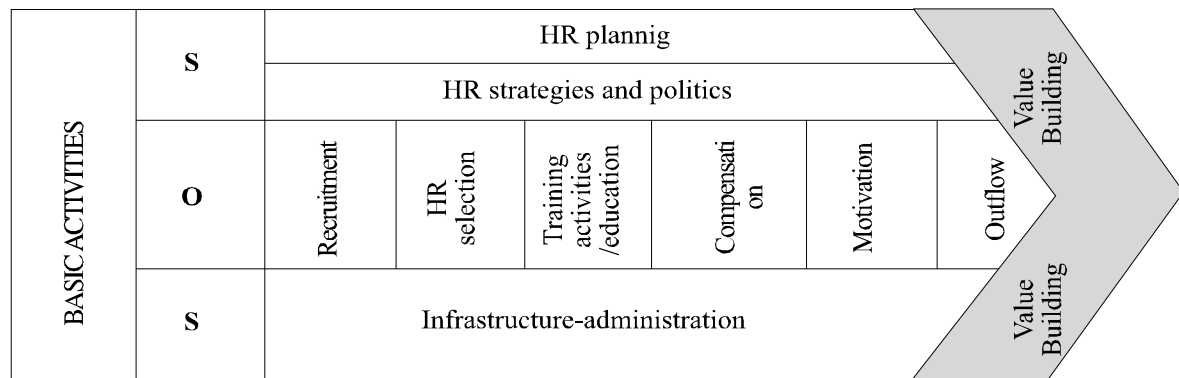 BASIC ACTIVITIES
S
HR plannig
HR strategies and politics
O
Recruitment
HR
selection
Training
activities
/education
Compensati
on
Motivation
Outflow
S
Infrastructure-administration
Value
Building
Value
Building